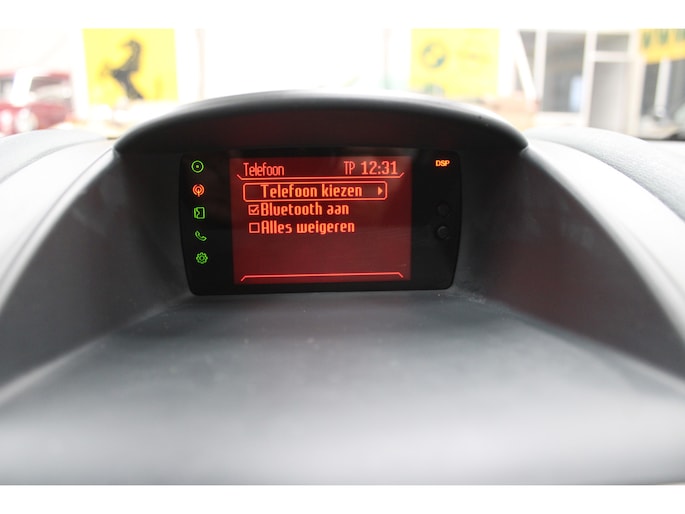 Telefoon TP 12:31 DSP
Telefoon kiezen
Bluetooth aan
Alles weigeren